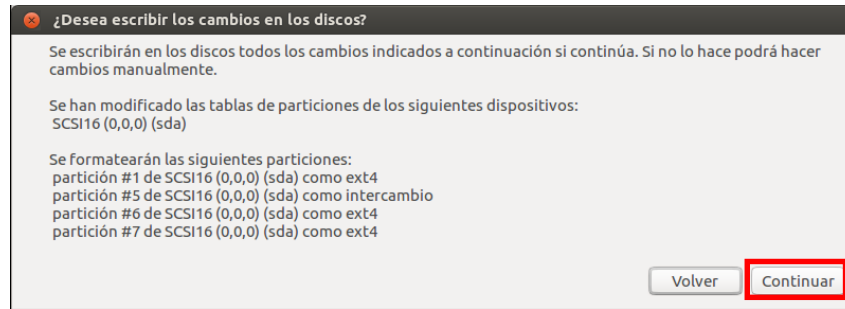 ¿Desea escribir los cambios en los discos?
Se escribirán en los discos todos los cambios indicados a continuación si continúa. Si no lo hace podrá hacer
cambios manualmente.
Se han modificado las tablas de particiones de los siguientes dispositivos:
SCSI16 (0,0,0) (sda)
Se formatearán las siguientes particiones:
partición #1 de SCSI16 (0,0,0) (sda) como ext4
partición #5 de SCSI16 (0,0,0) (sda) como intercambio
partición #6 de SCSI16 (0,0,0) (sda) como ext4
partición #7 de SCSI16 (0,0,0) (sda) como ext4
Volver Continuar